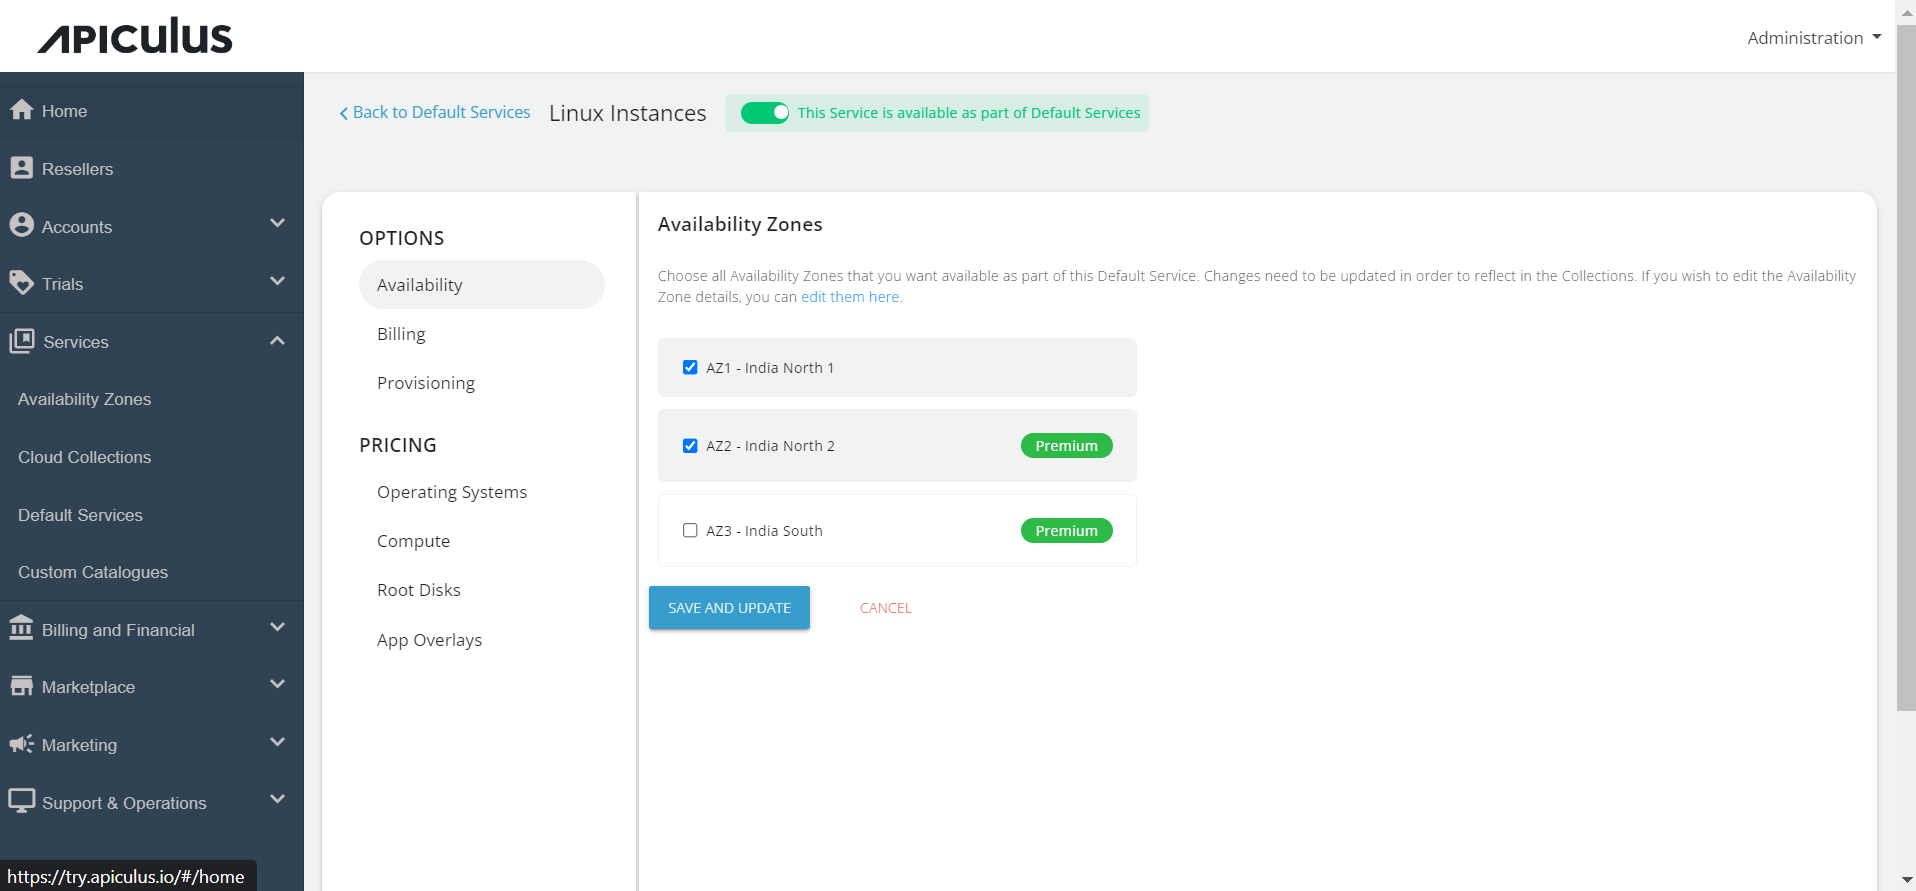 APICULUS
Administration
Home
Resellers
Accounts
Trials
Services
Availability Zones
Cloud Collections
Default Services
Custom Catalogues
Billing and Financial
Marketplace
Marketing
Support & Operations
https://try.apiculus.io/#/home
Back to Default Services
Linux Instances
This Service is available as part of Default Services
OPTIONS
Availability
Billing
Provisioning
PRICING
Operating Systems
Compute
Root Disks
App Overlays
Availability Zones
Choose all Availability Zones that you want available as part of this Default Service. Changes need to be updated in order to reflect in the Collections. If you wish to edit the Availability
Zone details, you can edit them here.
AZ1 - India North 1
AZ2 - India North 2
Premium
AZ3 - India South
Premium
SAVE AND UPDATE
CANCEL